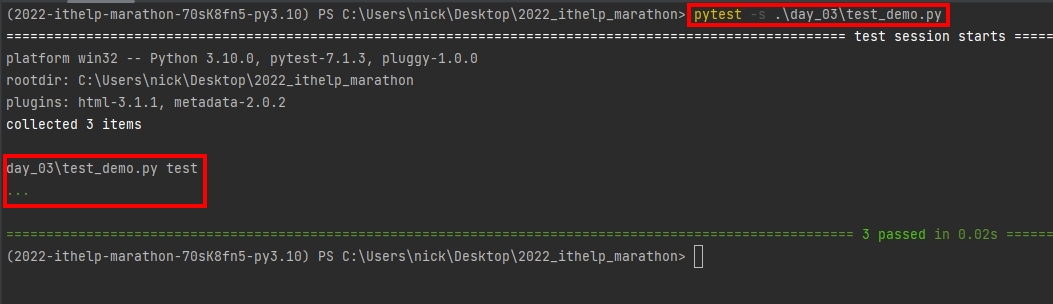 (2022-ithelp-marathon-70sK8fn5-py3.10) PS C:\Users\nick\Desktop\2022_ithelp_marathon> pytest -s .\day_03\test_demo.py
========================================================================================================= test session starts =====
platform win32 -- Python 3.10.0, pytest-7.1.3, pluggy-1.0.0
rootdir: C:\Users\nick\Desktop\2022_ithelp_marathon
plugins: html-3.1.1, metadata-2.0.2
collected 3 items
day_03\test_demo.py test
...
========================================================================================================== 3 passed in 0.02s ======
(2022-ithelp-marathon-70sK8fn5-py3.10) PS C:\Users\nick\Desktop\2022_ithelp_marathon>